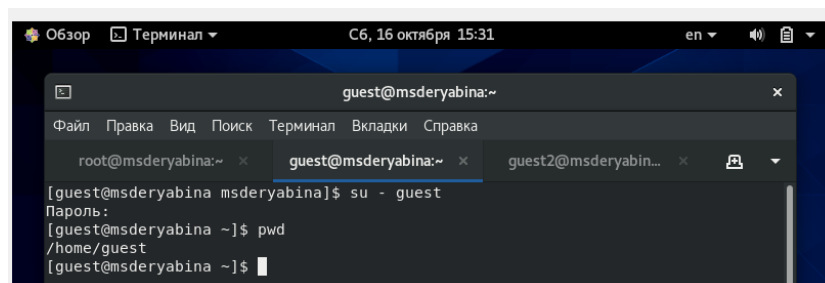 Обзор Терминал Сб, 16 октября 15:31 en
guest@msderyabina:~ ×
Файл Правка Вид Поиск Терминал Вкладки Справка
root@msderyabina:~ × guest@msderyabina:~ × guest2@msderyabin... ×
[guest@msderyabina msderyabina]$ su - guest
Пароль:
[guest@msderyabina ~]$ pwd
/home/guest
[guest@msderyabina ~]$